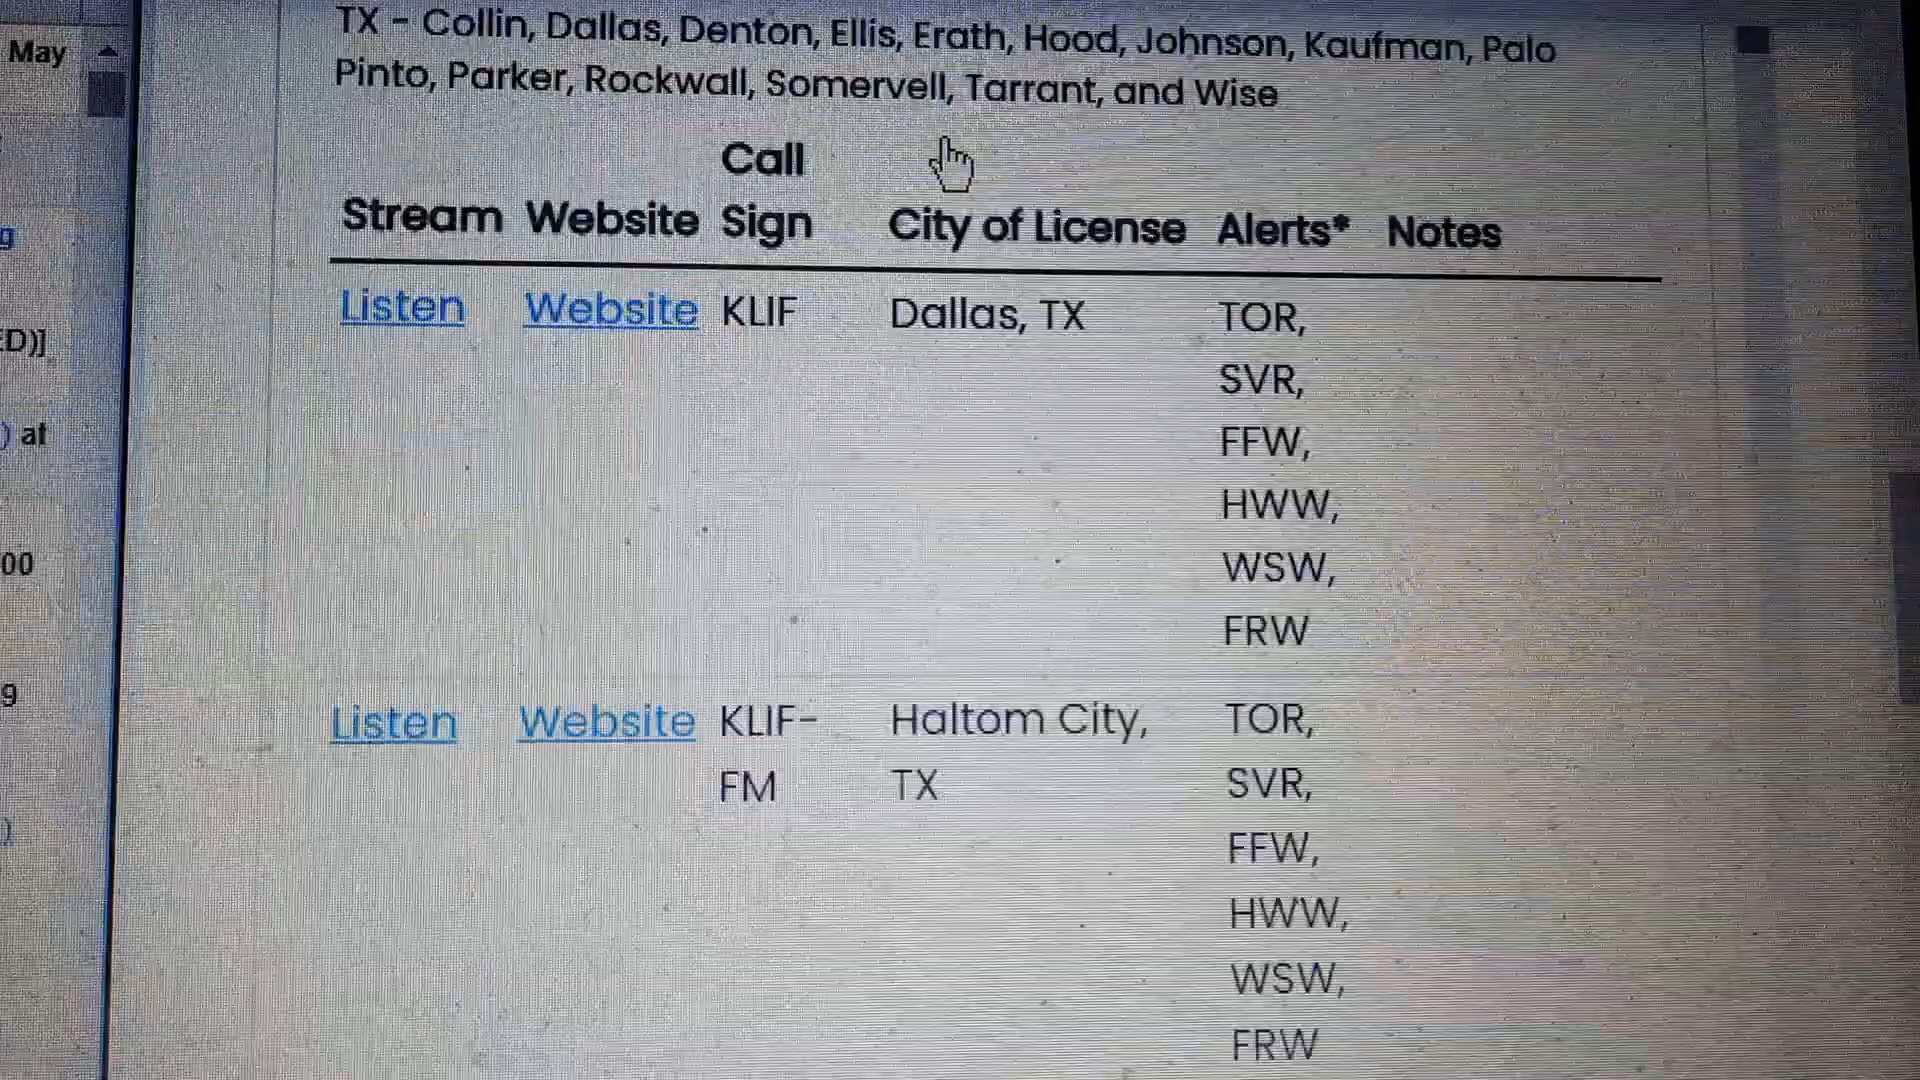 May
TX - Collin, Dallas, Denton, Ellis, Erath, Hood, Johnson, Kaufman, Palo
Pinto, Parker, Rockwall, Somervell, Tarrant, and Wise
Call
Stream Website Sign City of License Alerts* Notes
Listen Website KLIF Dallas, TX TOR,
SVR,
FFW,
HWW,
WSW,
FRW
Listen Website KLIF- Haltom City, TOR,
FM TX SVR,
FFW,
HWW,
WSW,
FRW
g
ED)]
) at
00
9
)